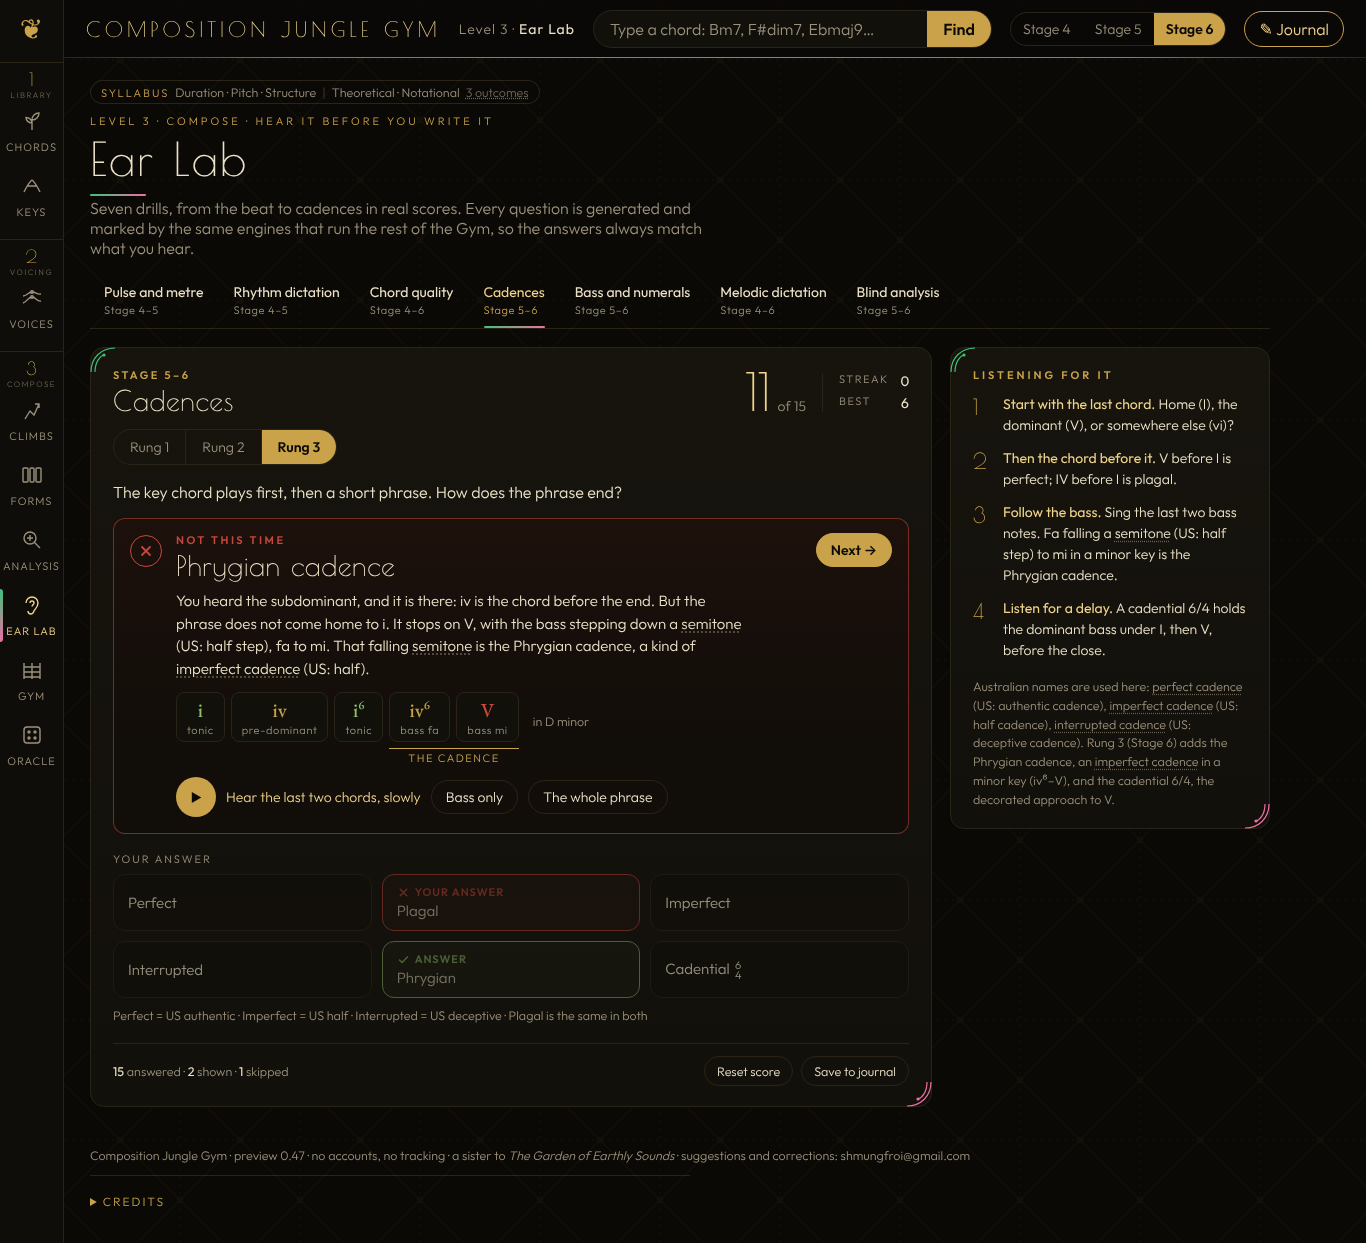 COMPOSITION JUNGLE GYM
Level 3 · Ear Lab
Type a chord: Bm7, F#dim7, Ebmaj9...
Find
Stage 4
Stage 5
Stage 6
✎ Journal
1
LIBRARY
CHORDS
KEYS
2
VOICING
VOICES
3
COMPOSE
CLIMBS
FORMS
ANALYSIS
EAR LAB
GYM
ORACLE
SYLLABUS Duration · Pitch · Structure | Theoretical · Notational 3 outcomes
LEVEL 3 · COMPOSE · HEAR IT BEFORE YOU WRITE IT
Ear Lab
Seven drills, from the beat to cadences in real scores. Every question is generated and
marked by the same engines that run the rest of the Gym, so the answers always match
what you hear.
Pulse and metre
Stage 4–5
Rhythm dictation
Stage 4–5
Chord quality
Stage 4–6
Cadences
Stage 5–6
Bass and numerals
Stage 5–6
Melodic dictation
Stage 4–6
Blind analysis
Stage 5–6
STAGE 5–6
Cadences
11 of 15
STREAK 0
BEST 6
Rung 1
Rung 2
Rung 3
The key chord plays first, then a short phrase. How does the phrase end?
NOT THIS TIME
Phrygian cadence
Next →
You heard the subdominant, and it is there: iv is the chord before the end. But the
phrase does not come home to i. It stops on V, with the bass stepping down a semitone
(US: half step), fa to mi. That falling semitone is the Phrygian cadence, a kind of
imperfect cadence (US: half).
i
tonic
iv
pre-dominant
i⁶
tonic
iv⁶
bass fa
V
bass mi
in D minor
THE CADENCE
Hear the last two chords, slowly
Bass only
The whole phrase
YOUR ANSWER
Perfect
✕ YOUR ANSWER
Plagal
Imperfect
Interrupted
✓ ANSWER
Phrygian
Cadential 6 4
Perfect = US authentic · Imperfect = US half · Interrupted = US deceptive · Plagal is the same in both
15 answered · 2 shown · 1 skipped
Reset score
Save to journal
LISTENING FOR IT
1 Start with the last chord. Home (I), the
dominant (V), or somewhere else (vi)?
2 Then the chord before it. V before I is
perfect; IV before I is plagal.
3 Follow the bass. Sing the last two bass
notes. Fa falling a semitone (US: half
step) to mi in a minor key is the
Phrygian cadence.
4 Listen for a delay. A cadential 6/4 holds
the dominant bass under I, then V,
before the close.
Australian names are used here: perfect cadence
(US: authentic cadence), imperfect cadence (US:
half cadence), interrupted cadence (US:
deceptive cadence). Rung 3 (Stage 6) adds the
Phrygian cadence, an imperfect cadence in a
minor key (iv⁶–V), and the cadential 6/4, the
decorated approach to V.
Composition Jungle Gym · preview 0.47 · no accounts, no tracking · a sister to The Garden of Earthly Sounds · suggestions and corrections: shmungfroi@gmail.com
▶ CREDITS